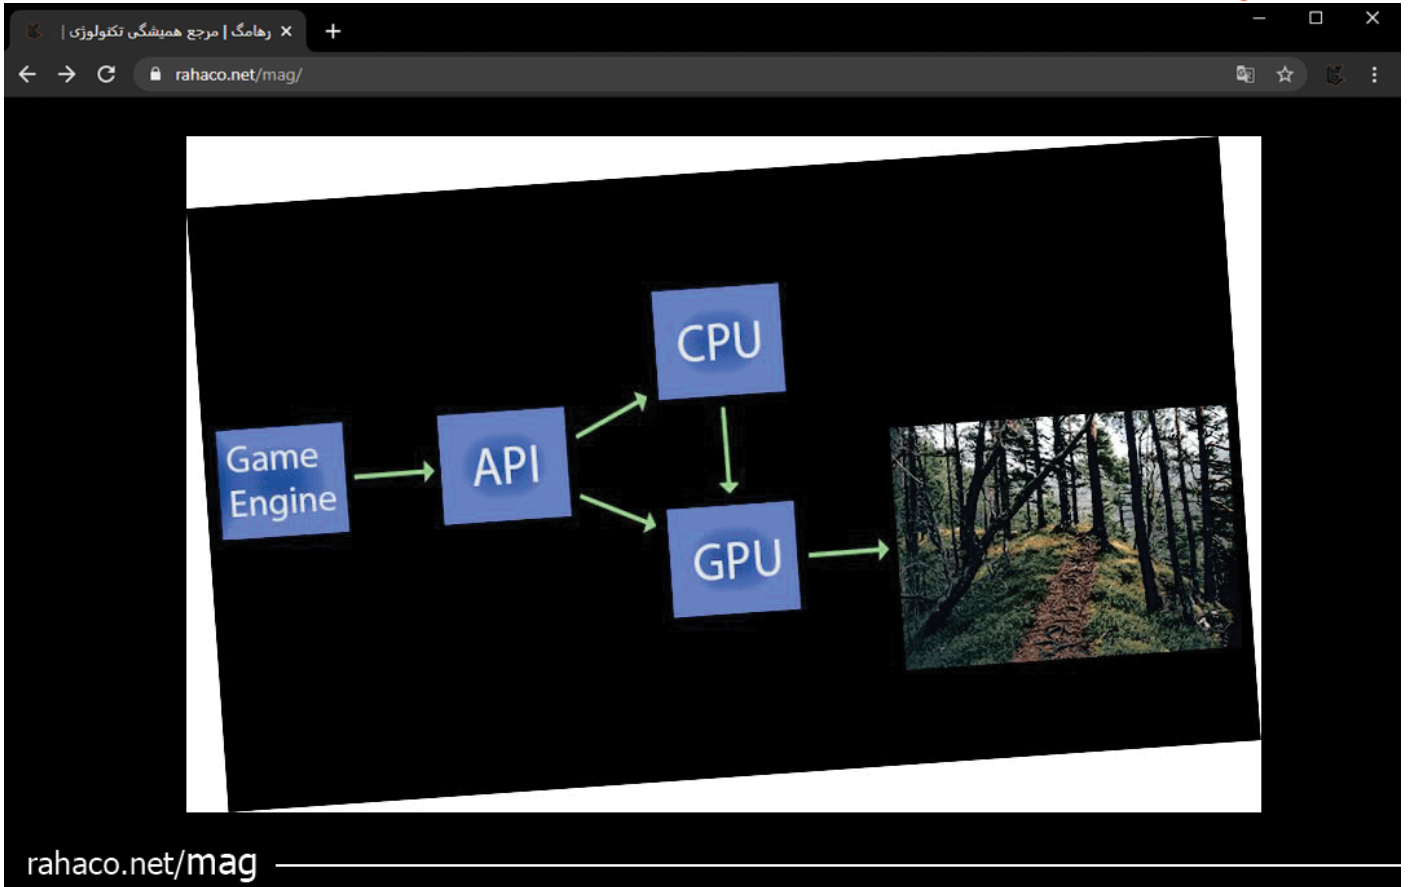 رهامگ | مرجع همیشگی تکنولوژی |
rahaco.net/mag/
CPU
Game
Engine
API
GPU
rahaco.net/mag